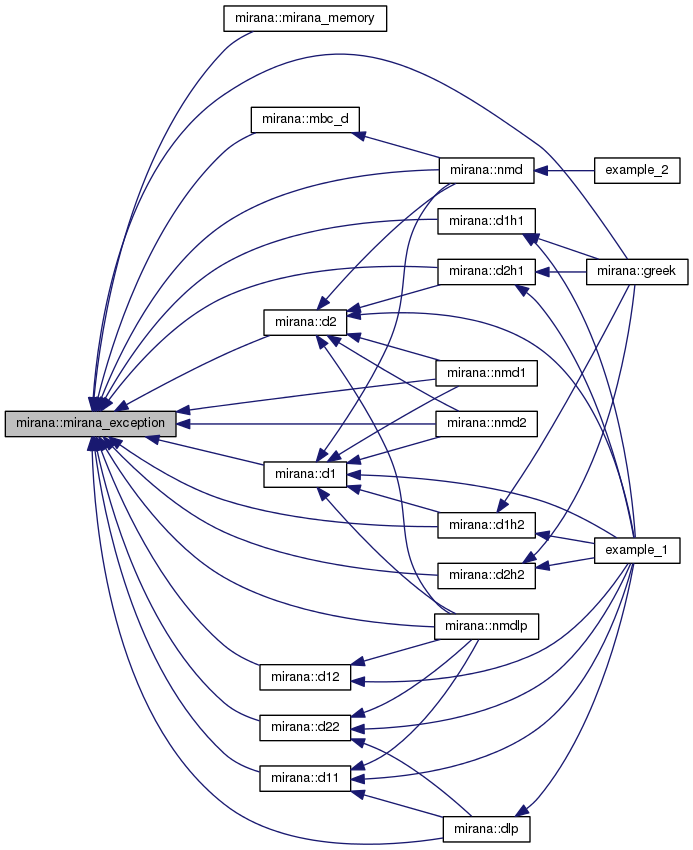 mirana::mirana_memory
mirana::mbc_d
mirana::nmd
example_2
mirana::d1h1
mirana::d2h1
mirana::greek
mirana::d2
mirana::nmd1
mirana::mirana_exception
mirana::nmd2
mirana::d1
mirana::d1h2
example_1
mirana::d2h2
mirana::nmdlp
mirana::d12
mirana::d22
mirana::d11
mirana::dlp